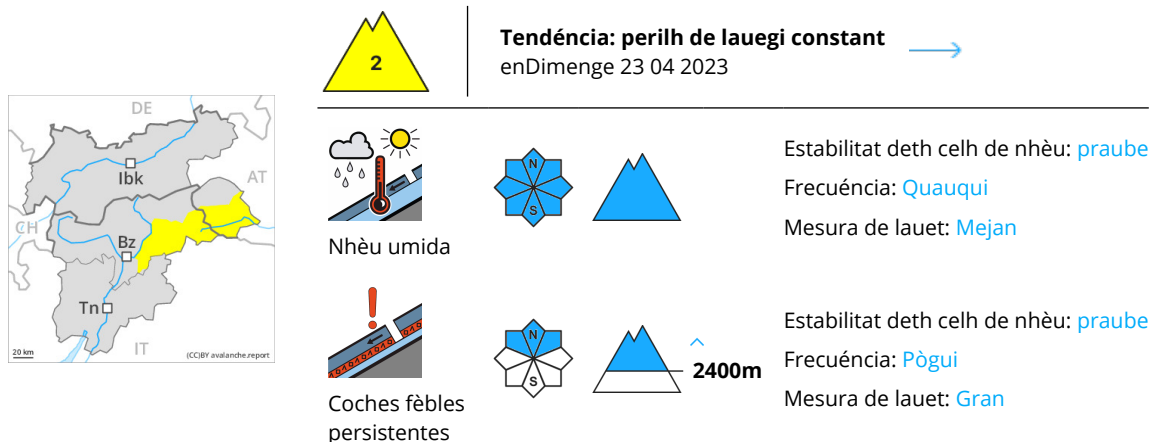 2
Tendéncia: perilh de lauegi constant
enDimenge 23 04 2023
DE
Ibk
AT
CH
Bz
Tn
IT
20 km
(CC)BY avalanche.report
N
S
Nhèu umida
Estabilitat deth celh de nhèu: praube
Frecuéncia: Quauqui
Mesura de lauet: Mejan
N
S
2400m
Coches fèbles
persistentes
Estabilitat deth celh de nhèu: praube
Frecuéncia: Pògui
Mesura de lauet: Gran